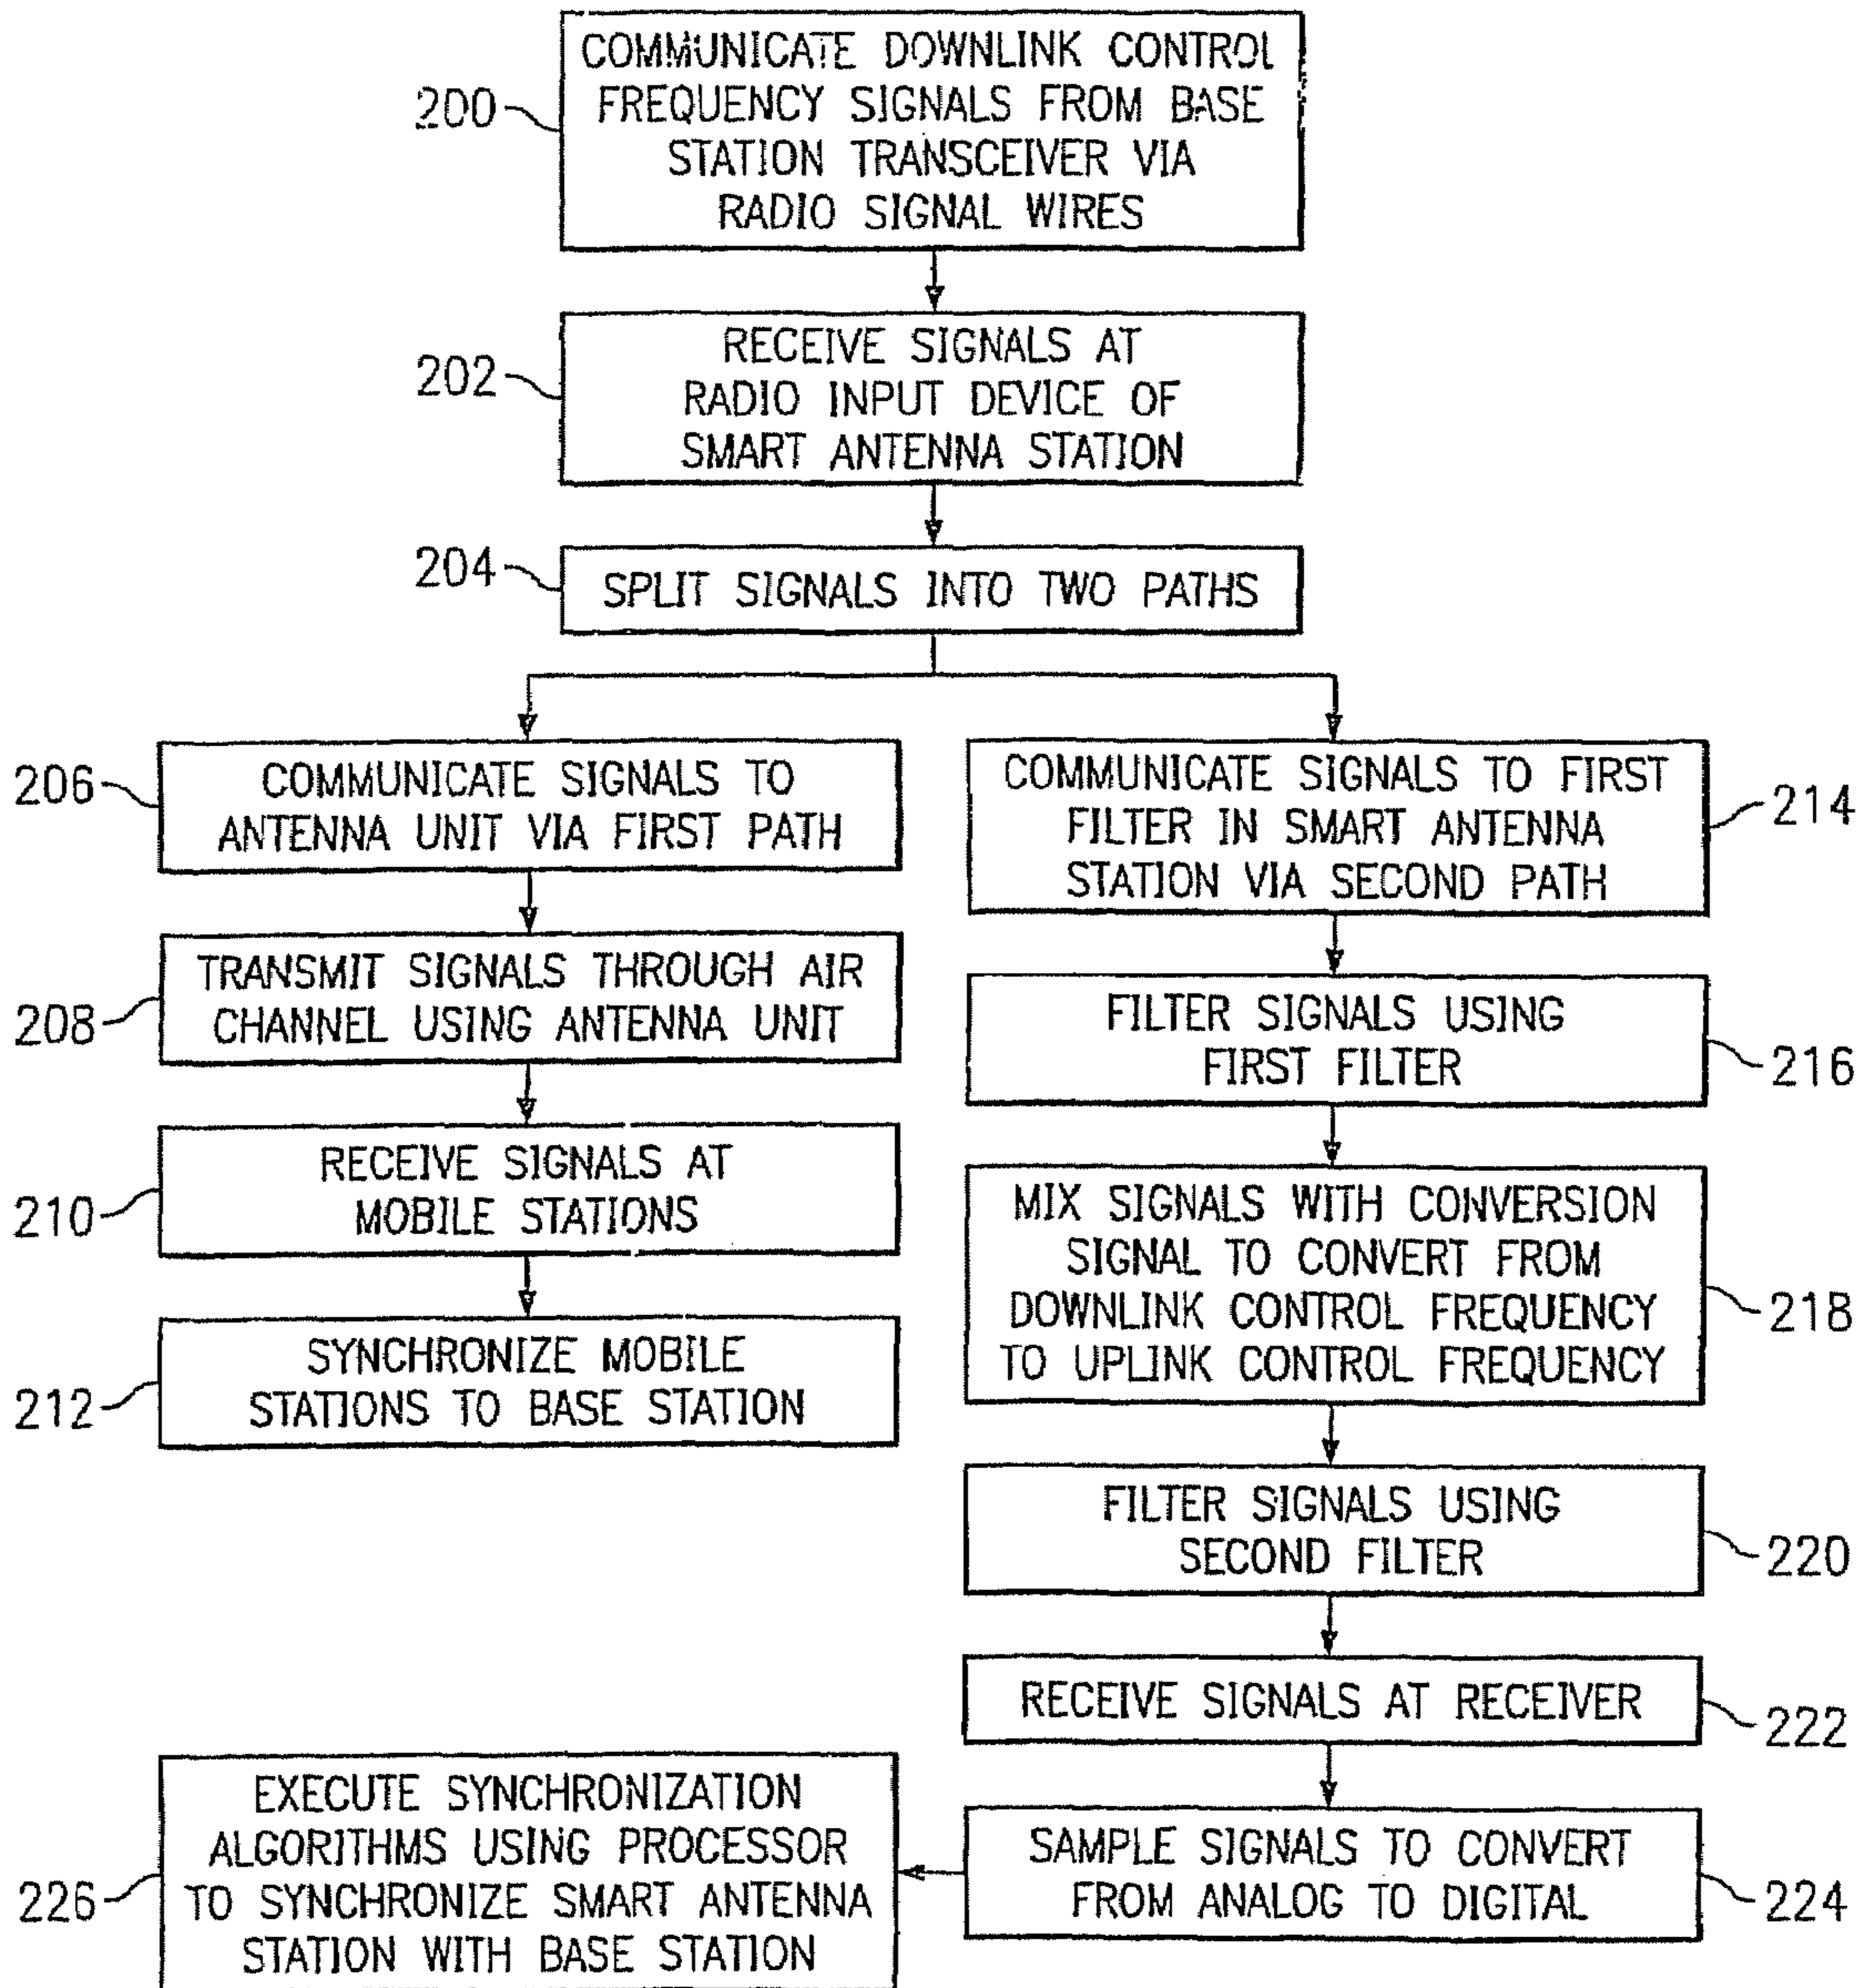 COMMUNICATE DOWNLINK CONTROL
FREQUENCY SIGNALS FROM BASE
STATION TRANSCEIVER VIA
RADIO SIGNAL WIRES
200
RECEIVE SIGNALS AT
RADIO INPUT DEVICE OF
SMART ANTENNA STATION
202
SPLIT SIGNALS INTO TWO PATHS
204
COMMUNICATE SIGNALS TO
ANTENNA UNIT VIA FIRST PATH
206
TRANSMIT SIGNALS THROUGH AIR
CHANNEL USING ANTENNA UNIT
208
RECEIVE SIGNALS AT
MOBILE STATIONS
210
SYNCHRONIZE MOBILE
STATIONS TO BASE STATION
212
COMMUNICATE SIGNALS TO FIRST
FILTER IN SMART ANTENNA
STATION VIA SECOND PATH
214
FILTER SIGNALS USING
FIRST FILTER
216
MIX SIGNALS WITH CONVERSION
SIGNAL TO CONVERT FROM
DOWNLINK CONTROL FREQUENCY
TO UPLINK CONTROL FREQUENCY
218
FILTER SIGNALS USING
SECOND FILTER
220
RECEIVE SIGNALS AT RECEIVER
222
SAMPLE SIGNALS TO CONVERT
FROM ANALOG TO DIGITAL
224
EXECUTE SYNCHRONIZATION
ALGORITHMS USING PROCESSOR
TO SYNCHRONIZE SMART ANTENNA
STATION WITH BASE STATION
226